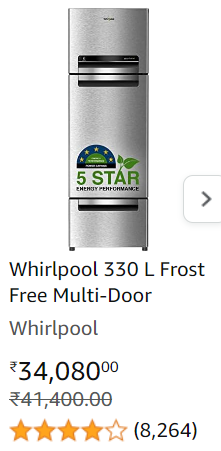 5 STAR
ENERGY PERFORMANCE
Whirlpool 330 L Frost
Free Multi-Door
Whirlpool
₹34,080⁰⁰
₹41,400.00
(8,264)